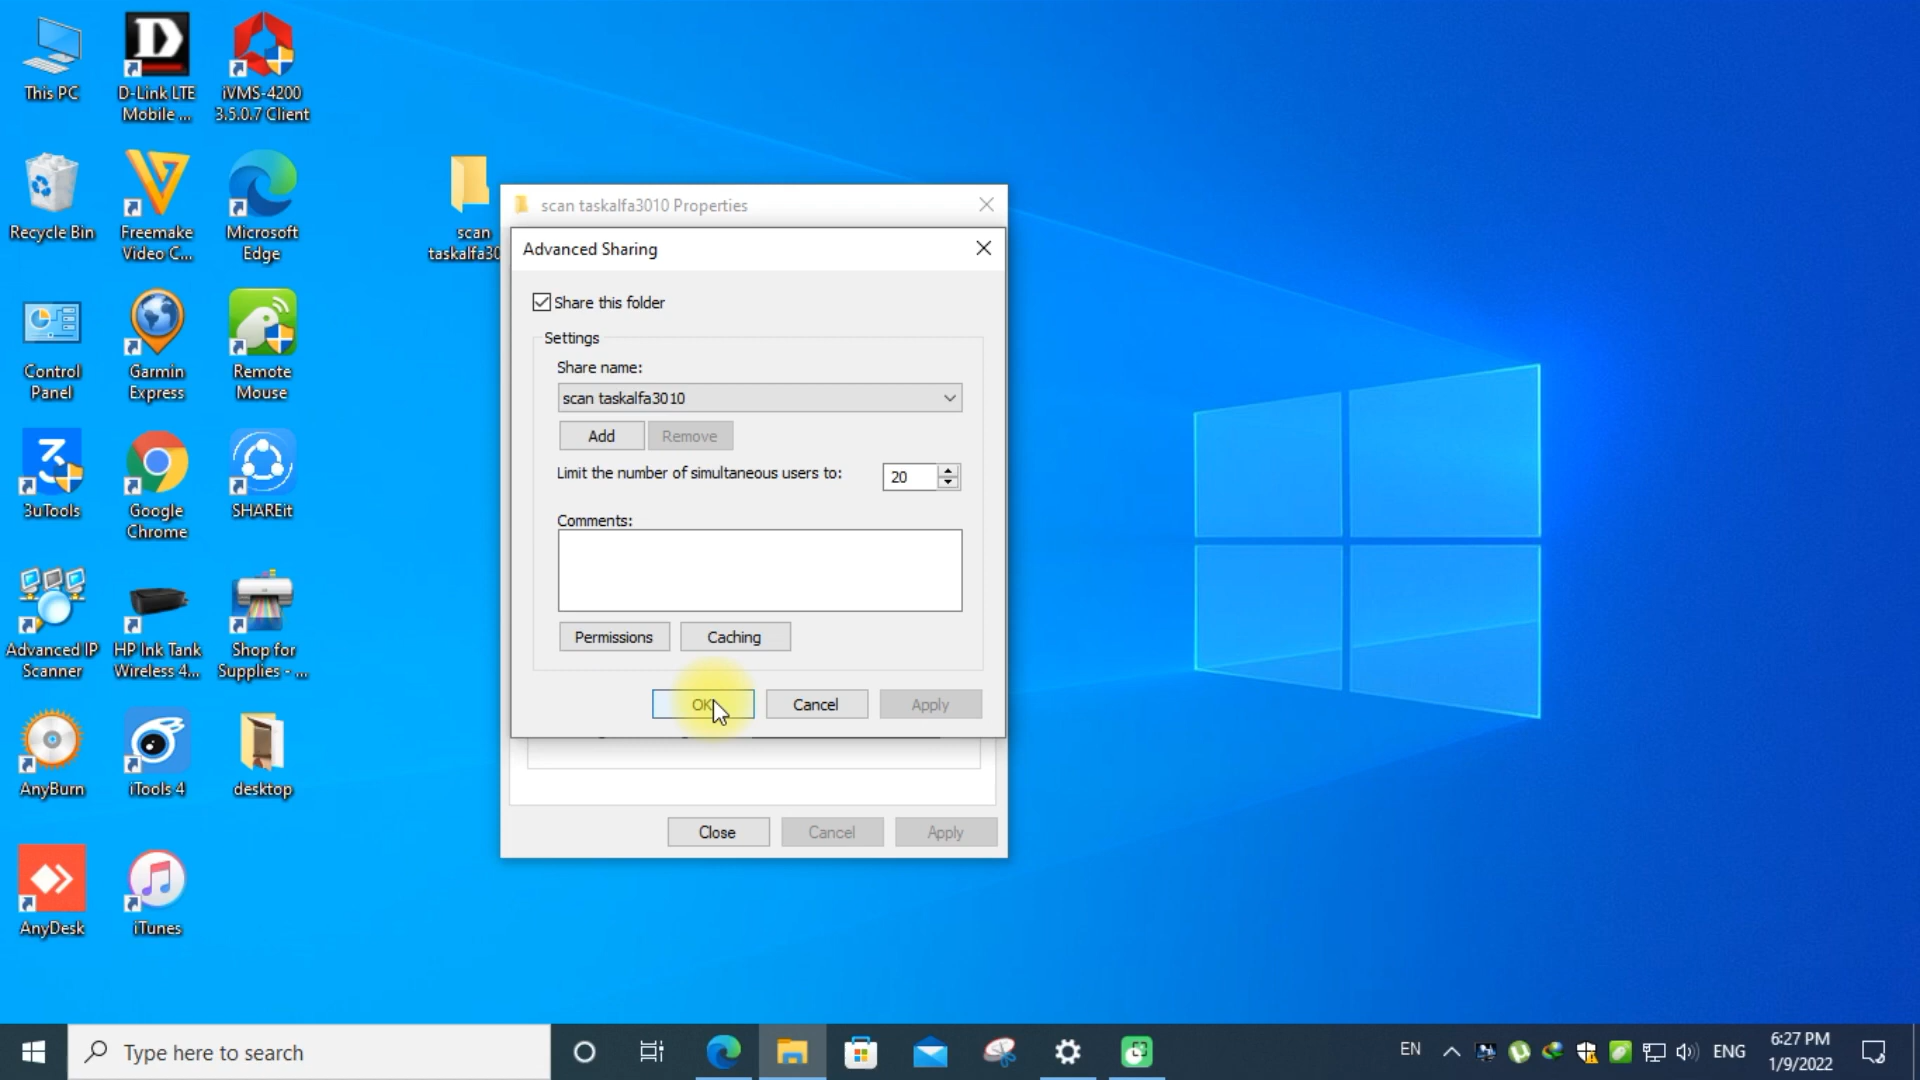 This PC
D-Link LTE
Mobile ...
iVMS-4200
3.5.0.7 Client
Recycle Bin
Freemake
Video C...
Microsoft
Edge
scan
taskalfa30
Control
Panel
Garmin
Express
Remote
Mouse
3uTools
Google
Chrome
SHAREit
Advanced IP
Scanner
HP Ink Tank
Wireless 4...
Shop for
Supplies - ...
AnyBurn
iTools 4
desktop
AnyDesk
iTunes
scan taskalfa3010 Properties
Advanced Sharing
Share this folder
Settings
Share name:
scan taskalfa3010
Add
Remove
Limit the number of simultaneous users to:
20
Comments:
Permissions
Caching
OK
Cancel
Apply
Close
Cancel
Apply
Type here to search
EN
ENG
6:27 PM
1/9/2022